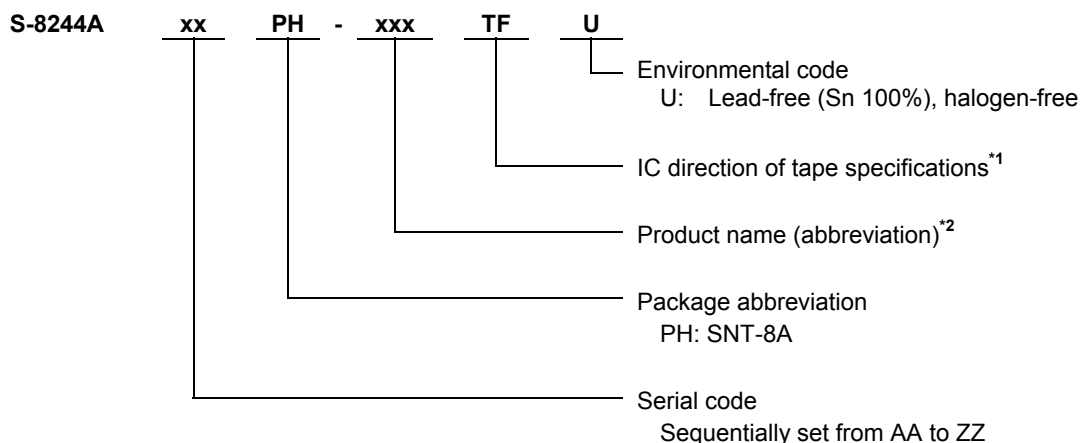 S-8244A xx PH - xxx TF U
Environmental code
U: Lead-free (Sn 100%), halogen-free
IC direction of tape specifications*1
Product name (abbreviation)*2
Package abbreviation
PH: SNT-8A
Serial code
Sequentially set from AA to ZZ